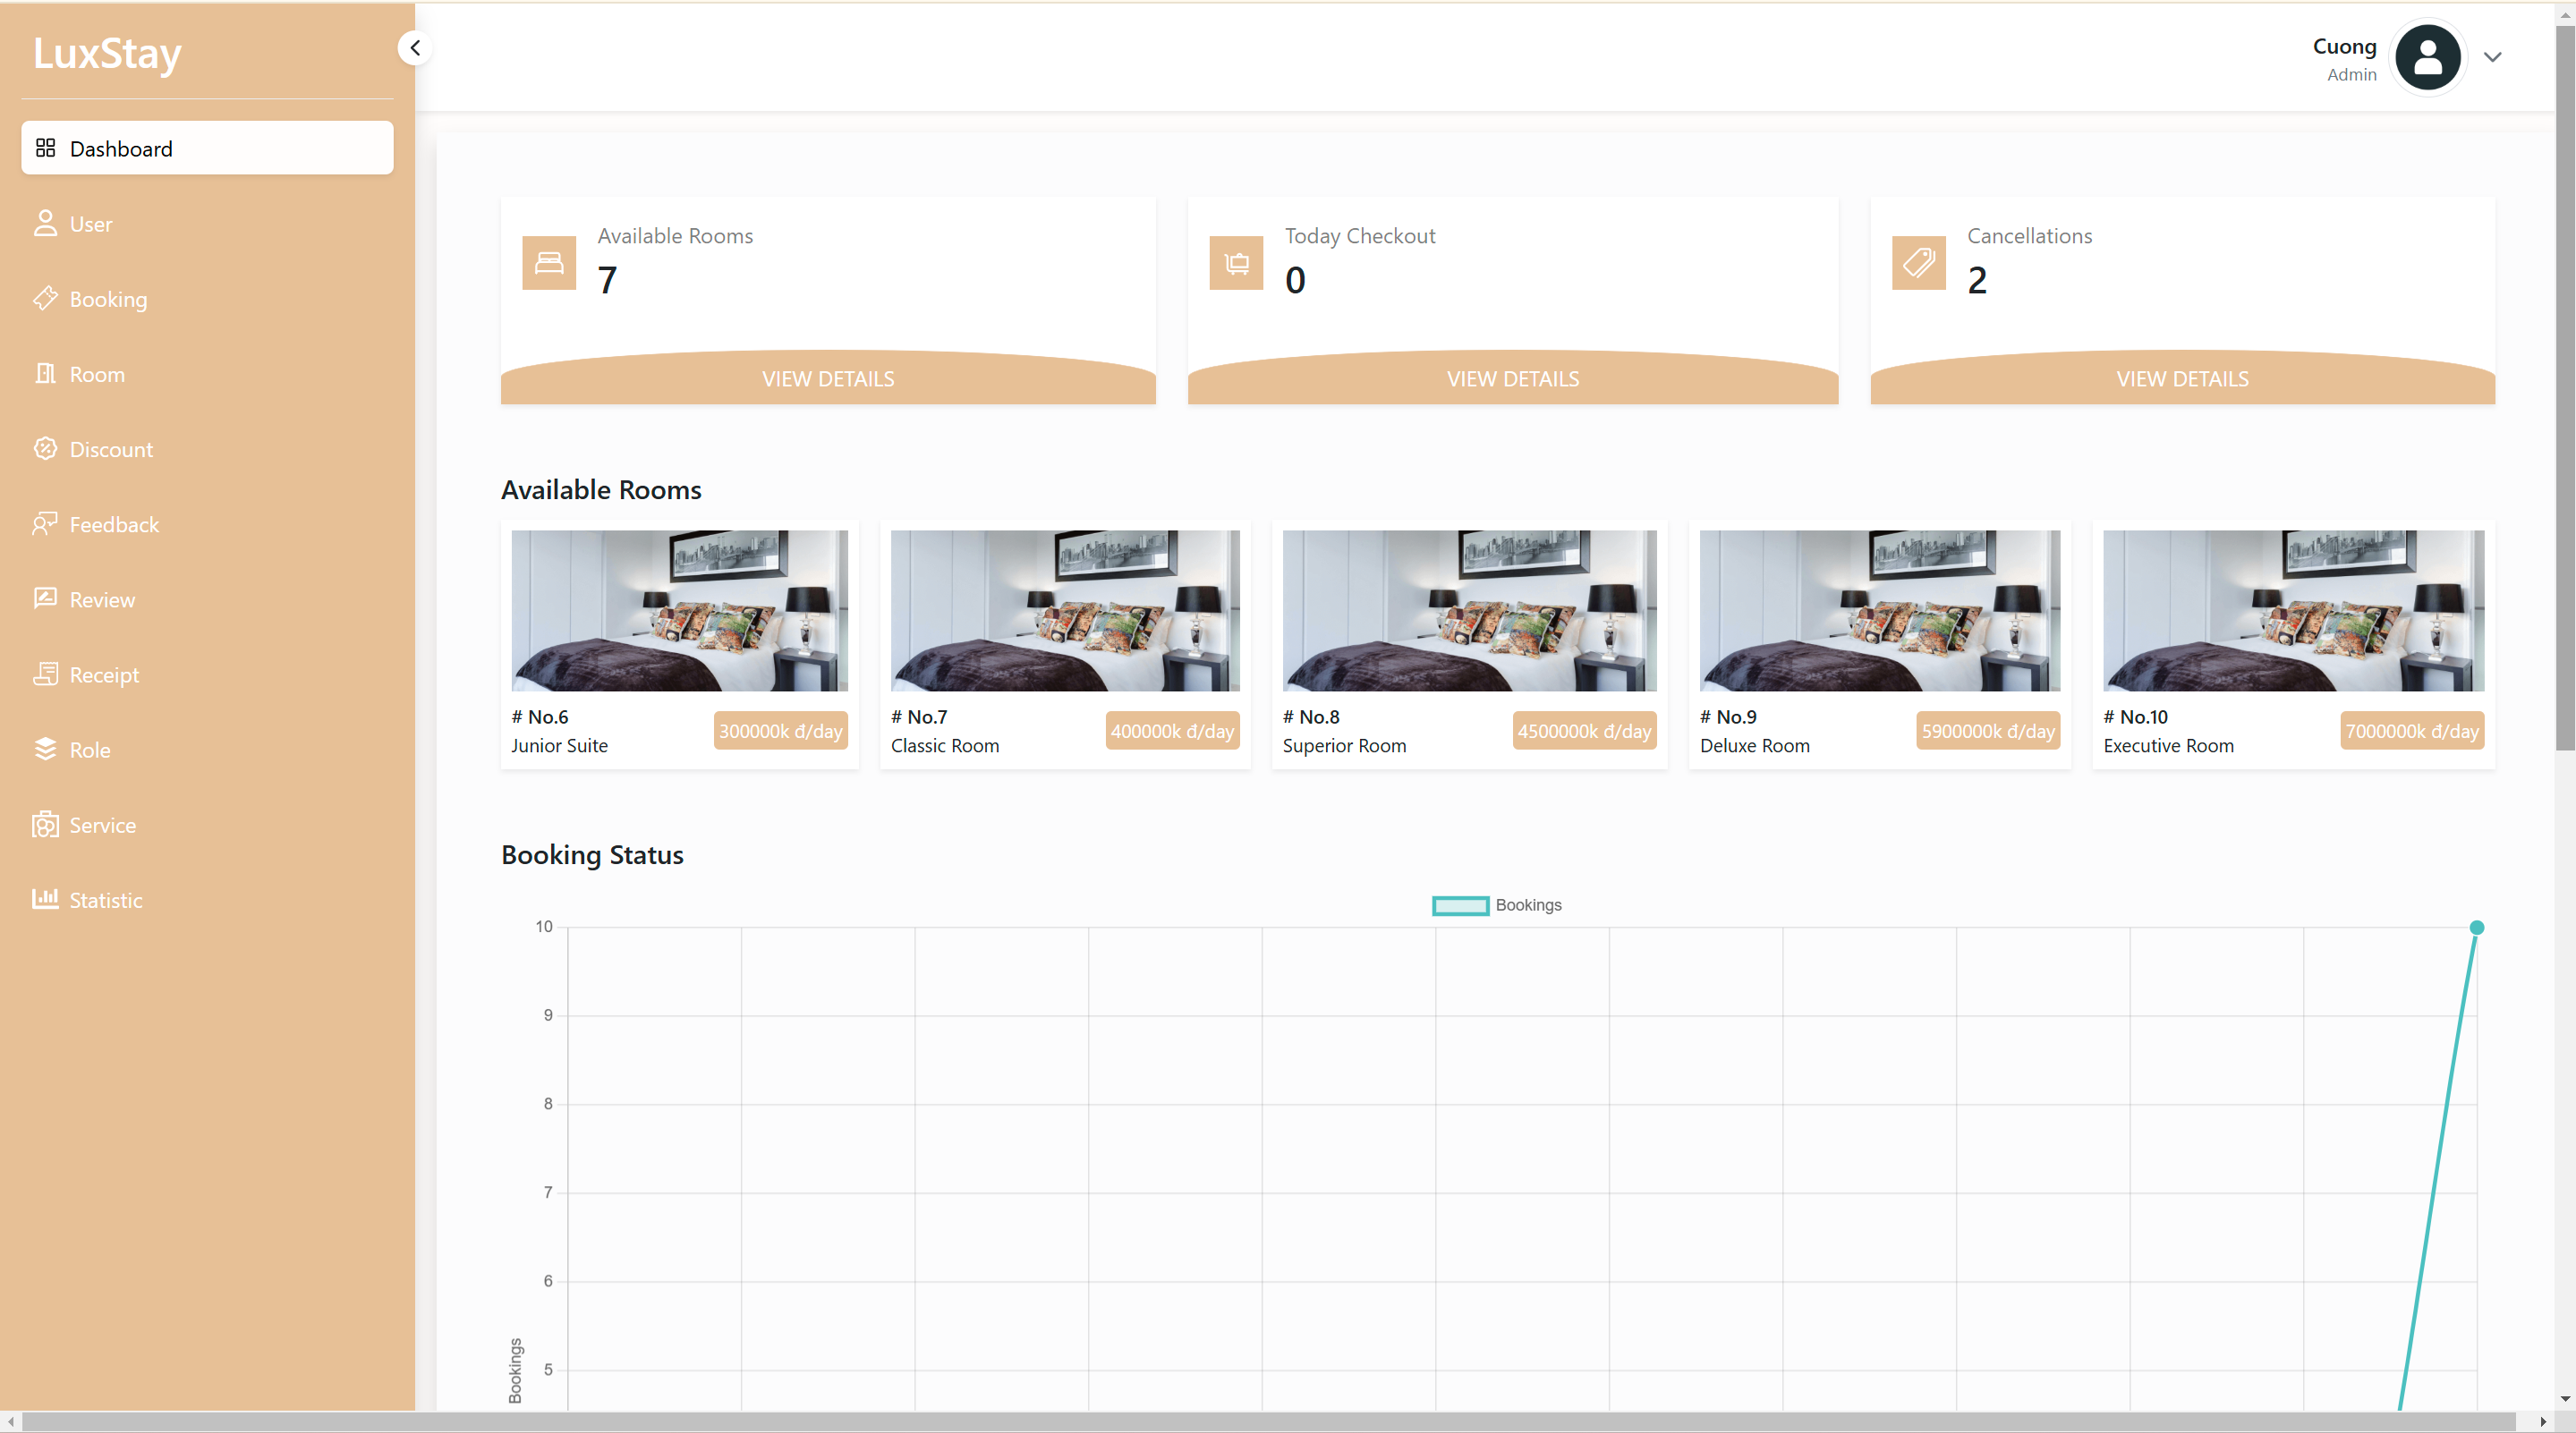 LuxStay
Cuong
Admin
Dashboard
User
Booking
Room
Discount
Feedback
Review
Receipt
Role
Service
Statistic
Available Rooms
7
VIEW DETAILS
Today Checkout
0
VIEW DETAILS
Cancellations
2
VIEW DETAILS
Available Rooms
# No.6
Junior Suite
300000k đ/day
# No.7
Classic Room
400000k đ/day
# No.8
Superior Room
4500000k đ/day
# No.9
Deluxe Room
5900000k đ/day
# No.10
Executive Room
7000000k đ/day
Booking Status
Bookings
10
9
8
7
6
5
Bookings